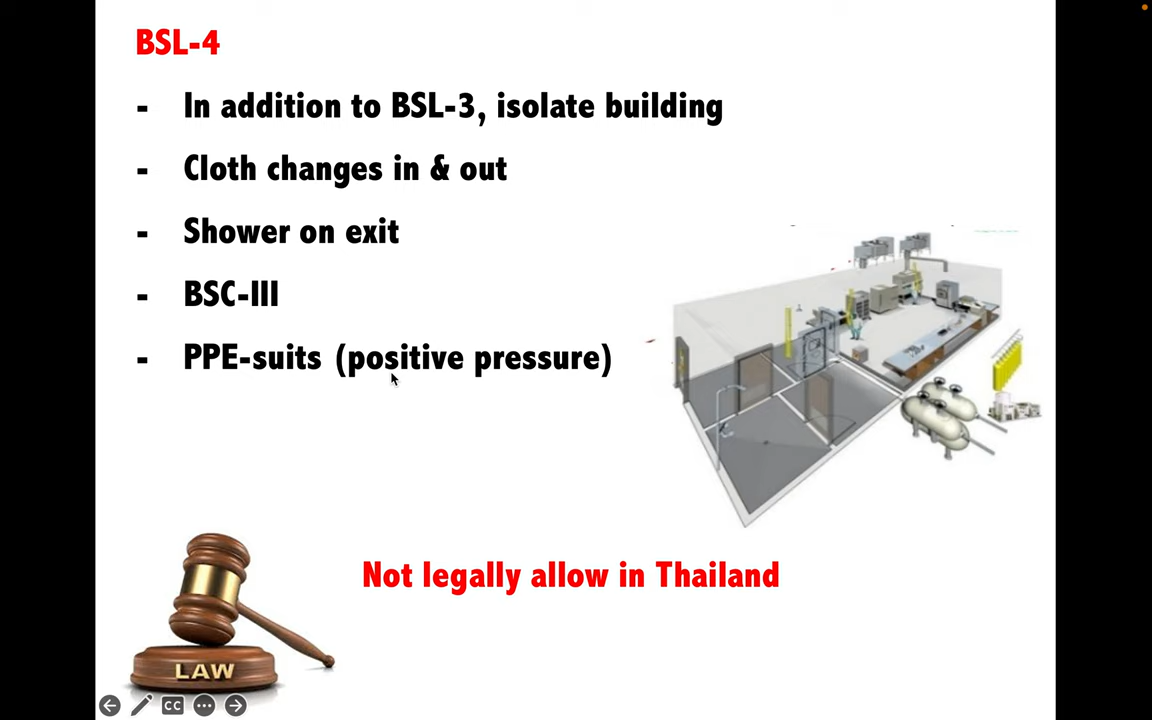 BSL-4
- In addition to BSL-3, isolate building
- Cloth changes in & out
- Shower on exit
- BSC-III
- PPE-suits (positive pressure)
Not legally allow in Thailand
LAW
CC